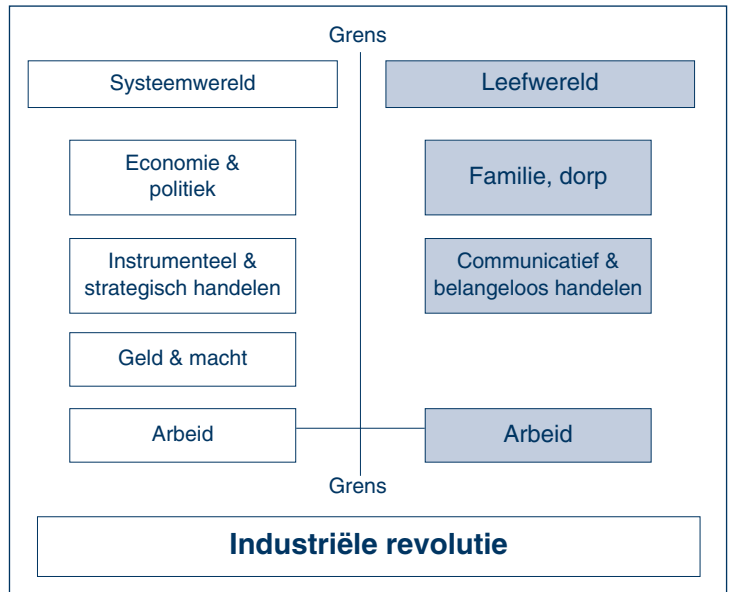 Grens
Systeemwereld
Leefwereld
Economie &
politiek
Familie, dorp
Instrumenteel &
strategisch handelen
Communicatief &
belangeloos handelen
Geld & macht
Arbeid
Arbeid
Grens
Industriële revolutie